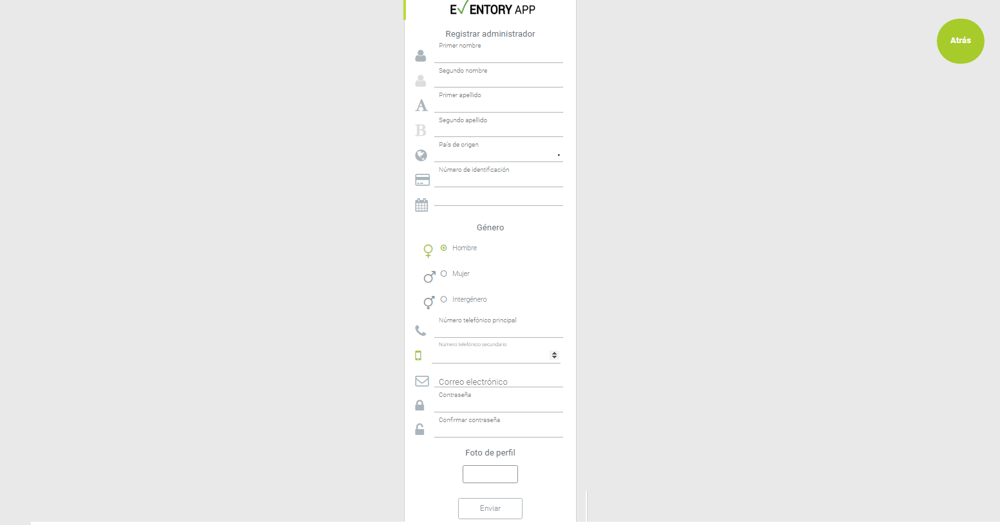 EVENTORY APP
Atrás
Registrar administrador
Primer nombre
Segundo nombre
A
Primer apellido
B
Segundo apellido
País de origen
Número de identificación
Género
Hombre
Mujer
Intergénero
Número telefónico principal
Número telefónico secundario
Correo electrónico
Contraseña
Confirmar contraseña
Foto de perfil
Enviar